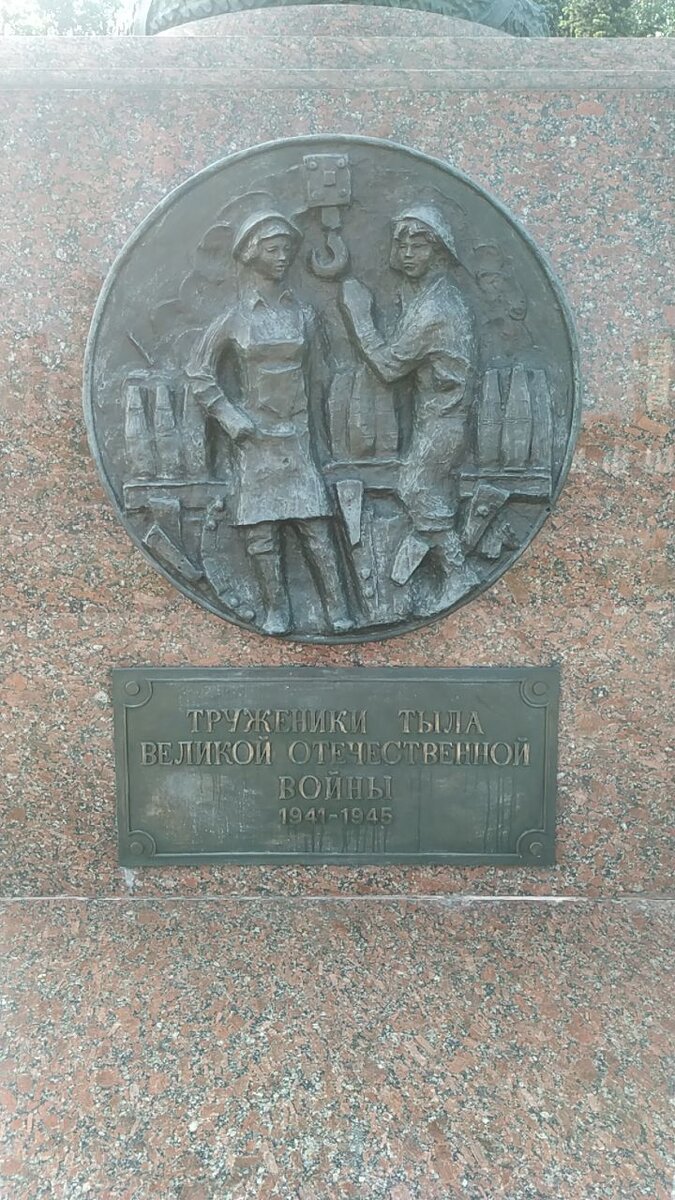 ТРУЖЕНИКИ ТЫЛА
ВЕЛИКОЙ ОТЕЧЕСТВЕННОЙ
ВОЙНЫ
1941-1945